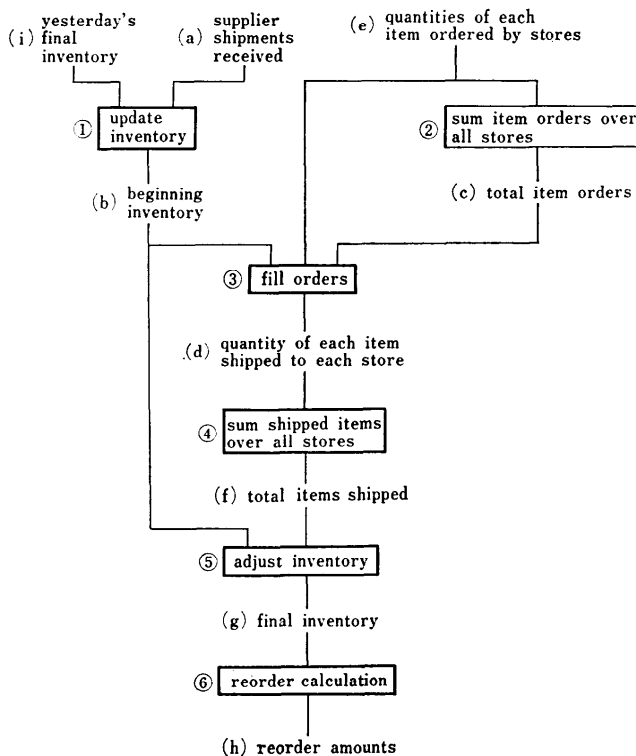 (i) yesterday's final inventory
(a) supplier shipments received
(e) quantities of each item ordered by stores
① update inventory
② sum item orders over all stores
(b) beginning inventory
(c) total item orders
③ fill orders
(d) quantity of each item shipped to each store
④ sum shipped items over all stores
(f) total items shipped
⑤ adjust inventory
(g) final inventory
⑥ reorder calculation
(h) reorder amounts